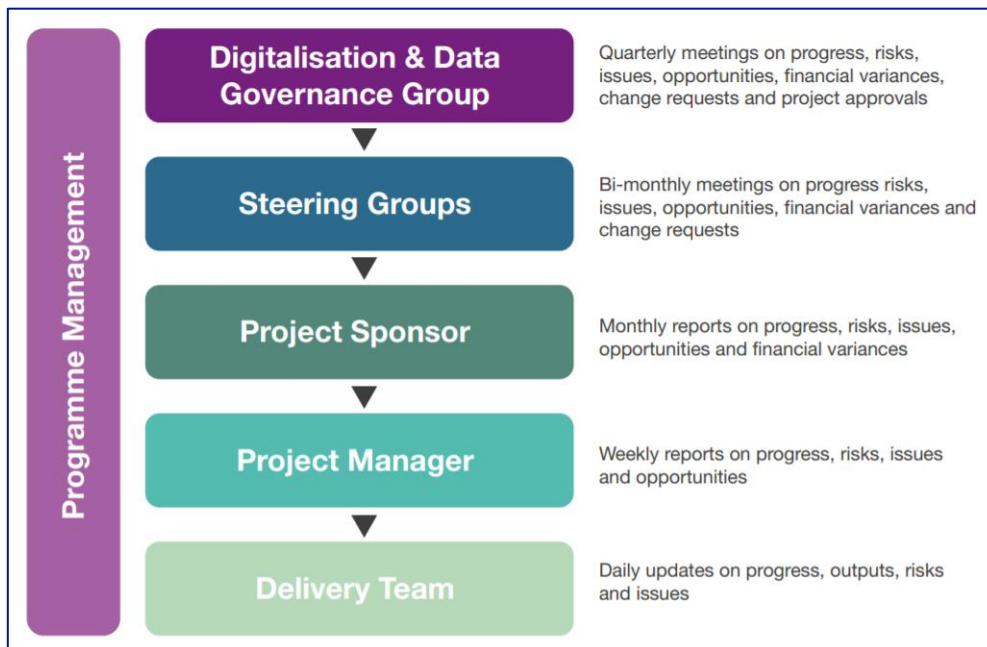 Programme Management
Digitalisation & Data
Governance Group
Quarterly meetings on progress, risks,
issues, opportunities, financial variances,
change requests and project approvals
Steering Groups
Bi-monthly meetings on progress risks,
issues, opportunities, financial variances and
change requests
Project Sponsor
Monthly reports on progress, risks, issues,
opportunities and financial variances
Project Manager
Weekly reports on progress, risks, issues
and opportunities
Delivery Team
Daily updates on progress, outputs, risks
and issues